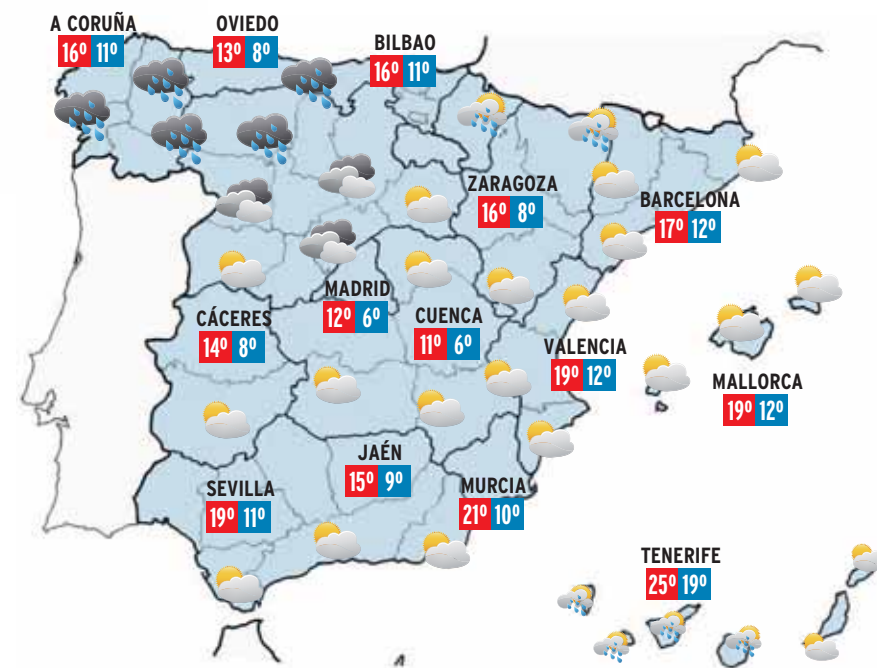 A CORUÑA
16º 11º
OVIEDO
13º 8º
BILBAO
16º 11º
ZARAGOZA
16º 8º
BARCELONA
17º 12º
MADRID
12º 6º
CUENCA
11º 6º
CÁCERES
14º 8º
VALENCIA
19º 12º
MALLORCA
19º 12º
JAÉN
15º 9º
SEVILLA
19º 11º
MURCIA
21º 10º
TENERIFE
25º 19º